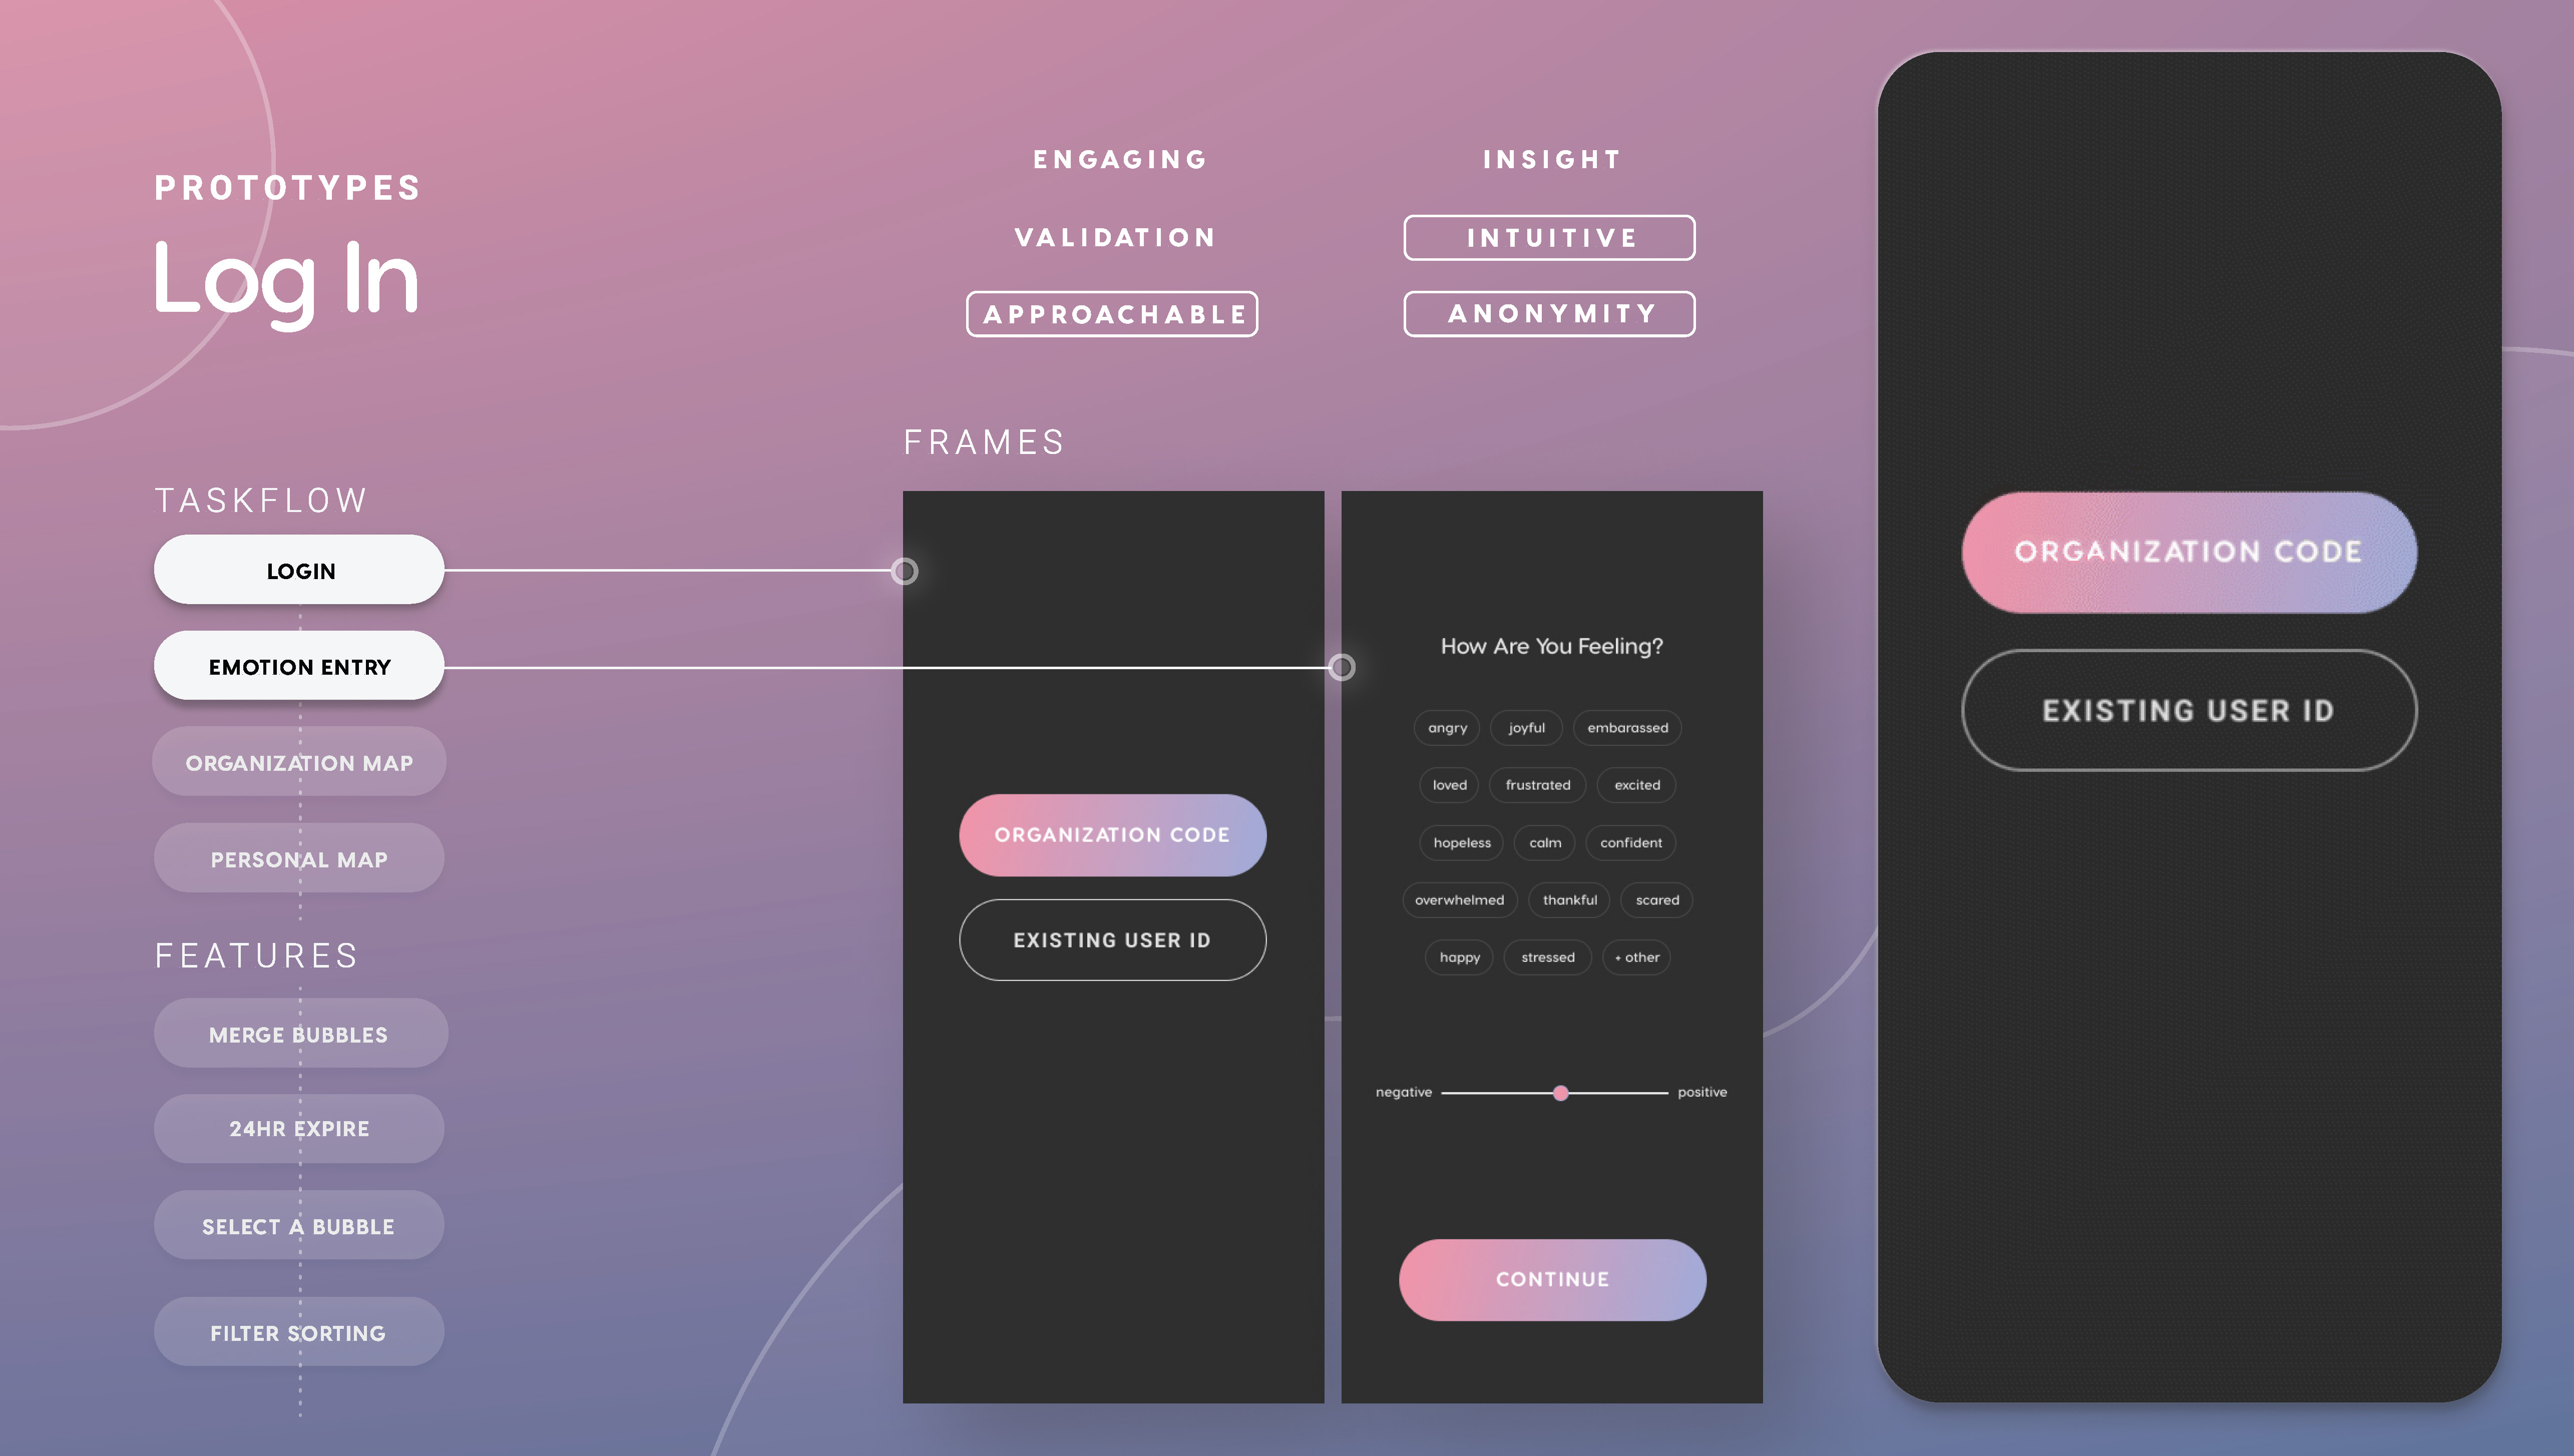 PROTOTYPES
Log In
TASKFLOW
LOGIN
EMOTION ENTRY
ORGANIZATION MAP
PERSONAL MAP
FEATURES
MERGE BUBBLES
24HR EXPIRE
SELECT A BUBBLE
FILTER SORTING
ENGAGING
INSIGHT
VALIDATION
INTUITIVE
APPROACHABLE
ANONYMITY
FRAMES
ORGANIZATION CODE
EXISTING USER ID
How Are You Feeling?
angry joyful embarassed
loved frustrated excited
hopeless calm confident
overwhelmed thankful scared
happy stressed + other
negative positive
CONTINUE
ORGANIZATION CODE
EXISTING USER ID